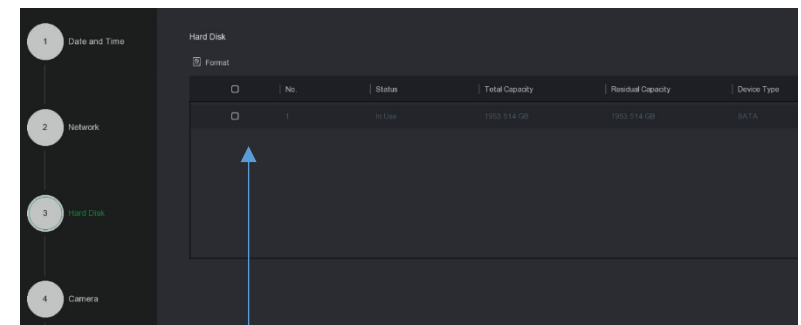 1 Date and Time
2 Network
3 Hard Disk
4 Camera
Hard Disk
Format
No. Status Total Capacity Residual Capacity Device Type
1 In Use 1953.514 GB 1953.514 GB SATA